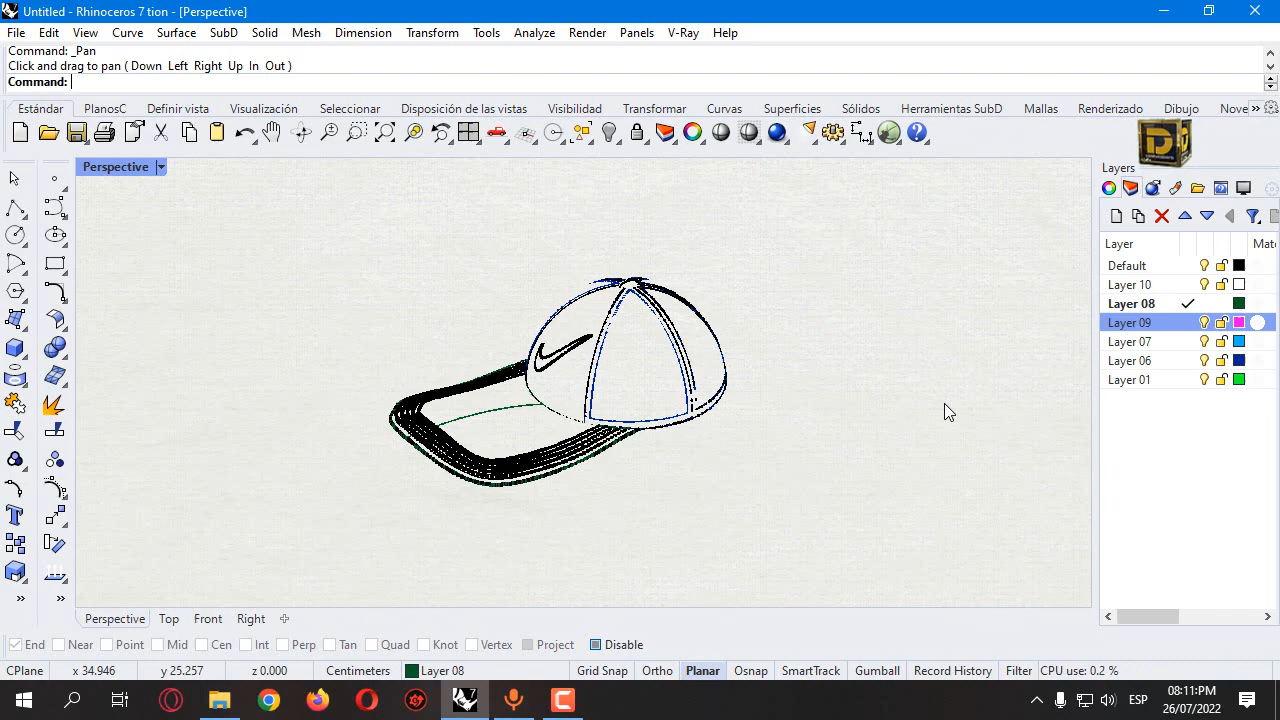 Untitled - Rhinoceros 7 tion - [Perspective]
File Edit View Curve Surface SubD Solid Mesh Dimension Transform Tools Analyze Render Panels V-Ray Help
Command: _Pan
Click and drag to pan ( Down Left Right Up In Out )
Command:
Estándar PlanosC Definir vista Visualización Seleccionar Disposición de las vistas Visibilidad Transformar Curvas Superficies Sólidos Herramientas SubD Mallas Renderizado Dibujo Nove
Perspective
Layers
Layer Mate
Default
Layer 10
Layer 08
Layer 09
Layer 07
Layer 06
Layer 01
Perspective Top Front Right
End Near Point Mid Cen Int Perp Tan Quad Knot Vertex Project Disable
CPlane x 34.946 y 25.257 z 0.000 Centimeters Layer 08 Grid Snap Ortho Planar Osnap SmartTrack Gumball Record History Filter CPU use: 0.2 %
ESP
08:11:PM
26/07/2022